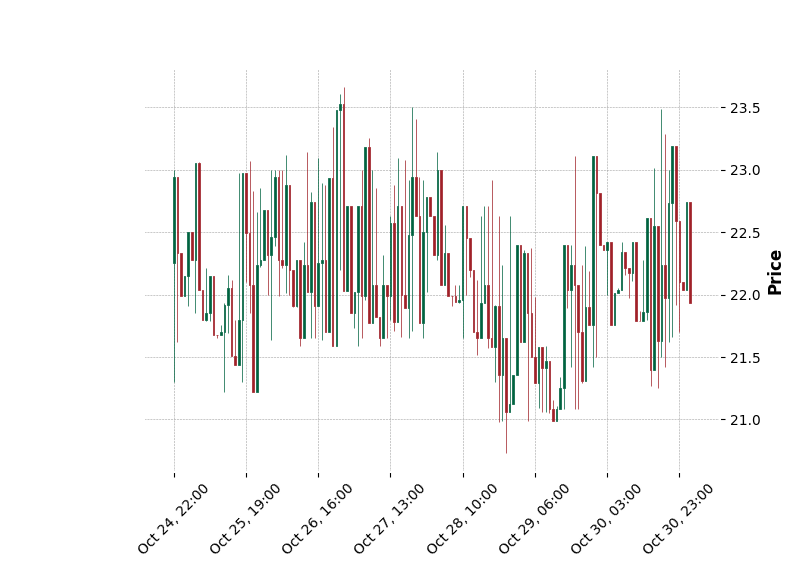 23.5
23.0
22.5
22.0
21.5
21.0
Price
Oct 24, 22:00
Oct 25, 19:00
Oct 26, 16:00
Oct 27, 13:00
Oct 28, 10:00
Oct 29, 06:00
Oct 30, 03:00
Oct 30, 23:00